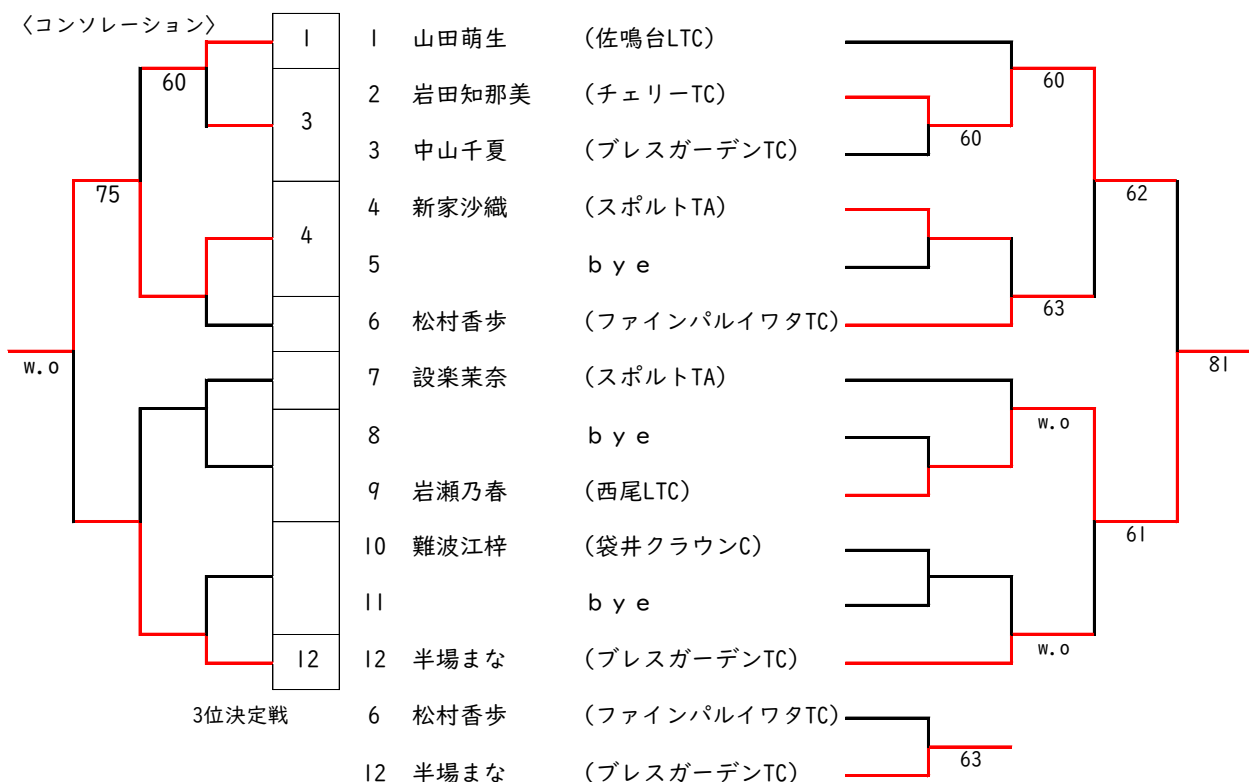 〈コンソレーション〉
1 1 山田萌生 (佐鳴台LTC)
60 60
2 岩田知那美 (チェリーTC)
3 60
3 中山千夏 (ブレスガーデンTC)
75 62
4 新家沙織 (スポルトTA)
4
5 bye
63
6 松村香歩 (ファインパルイワタTC)
w.o 81
7 設楽茉奈 (スポルトTA)
w.o
8 bye
9 岩瀬乃春 (西尾LTC)
61
10 難波江梓 (袋井クラウンC)
11 bye
w.o
12 12 半場まな (ブレスガーデンTC)
3位決定戦 6 松村香歩 (ファインパルイワタTC)
63
12 半場まな (ブレスガーデンTC)